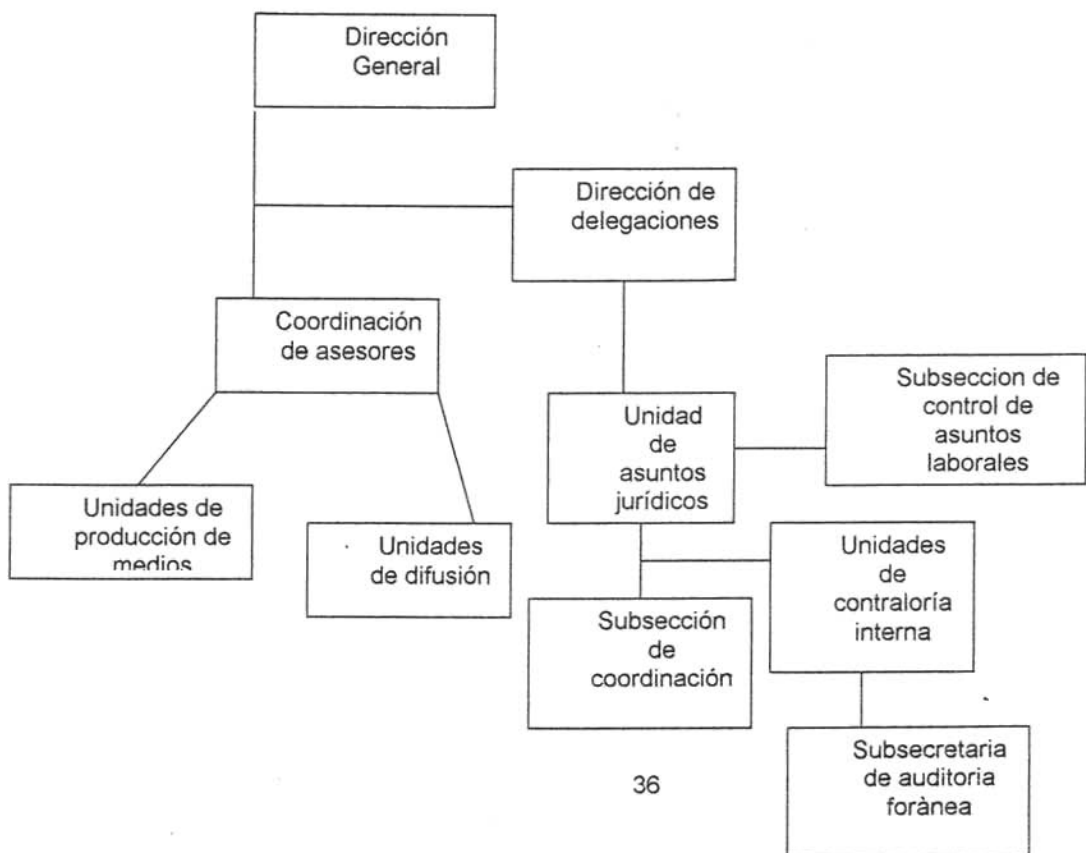 Dirección
General
Dirección de
delegaciones
Coordinación
de asesores
Subseccion de
control de
asuntos
laborales
Unidad
de
asuntos
jurídicos
Unidades de
producción de
medios
Unidades
de difusión
Unidades
de
contraloría
interna
Subsección
de
coordinación
Subsecretaria
de auditoria
forànea
36